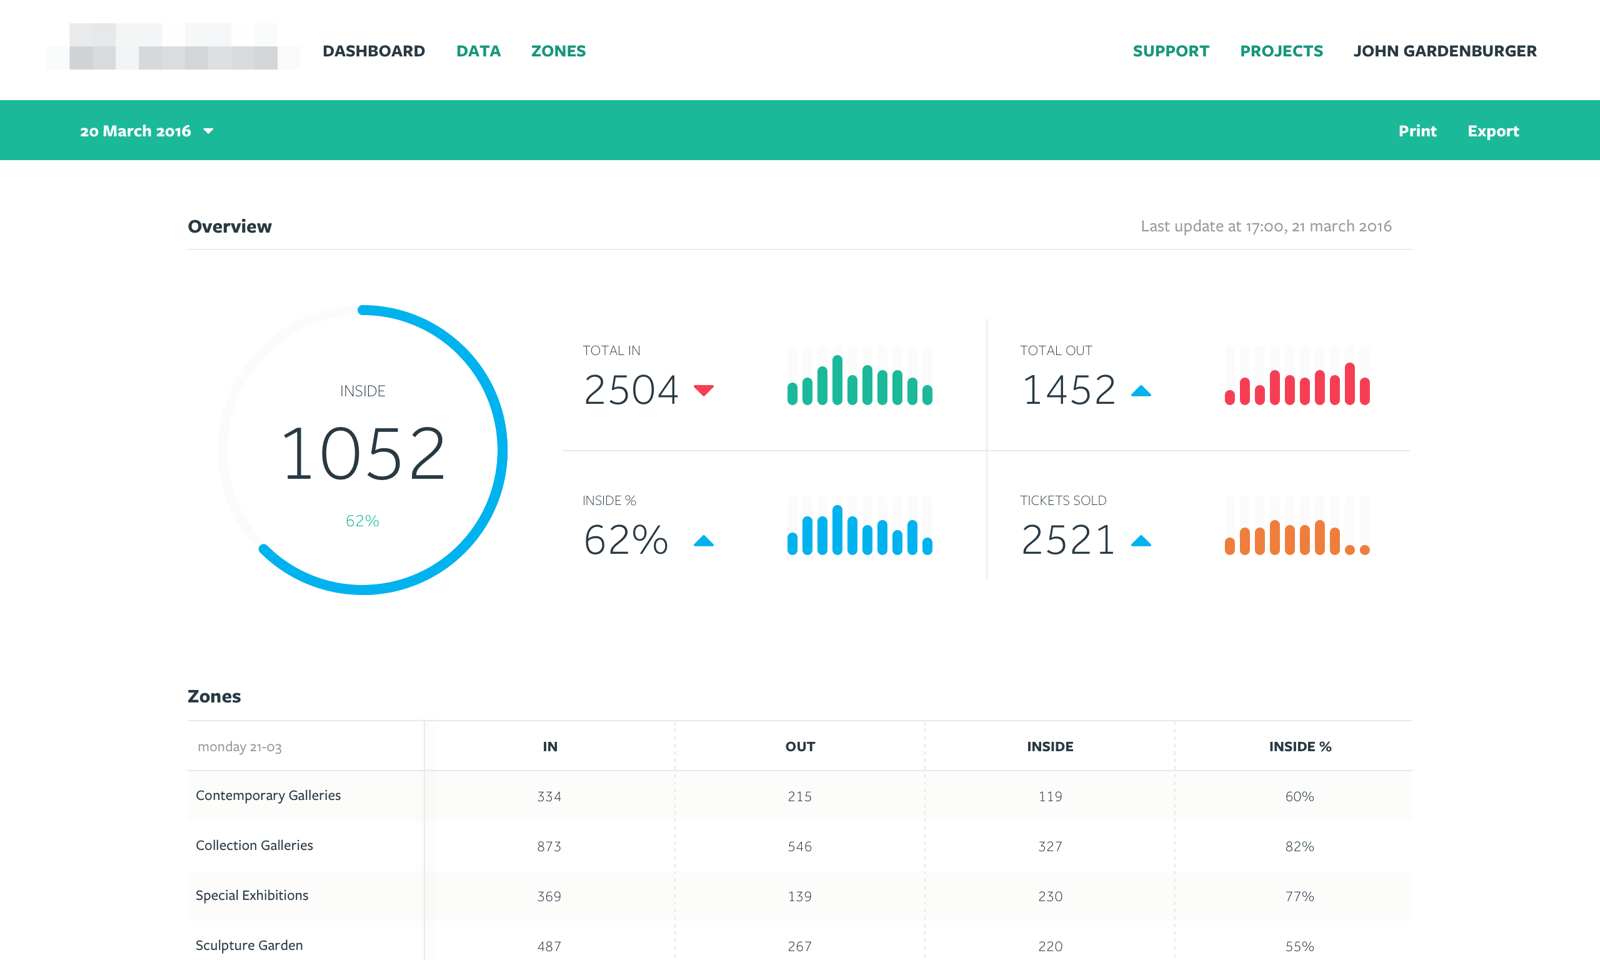 DASHBOARD DATA ZONES SUPPORT PROJECTS JOHN GARDENBURGER
20 March 2016 Print Export
Overview Last update at 17:00, 21 march 2016
INSIDE
1052
62%
TOTAL IN
2504
TOTAL OUT
1452
INSIDE %
62%
TICKETS SOLD
2521
Zones
monday 21-03 IN OUT INSIDE INSIDE %
Contemporary Galleries 334 215 119 60%
Collection Galleries 873 546 327 82%
Special Exhibitions 369 139 230 77%
Sculpture Garden 487 267 220 55%